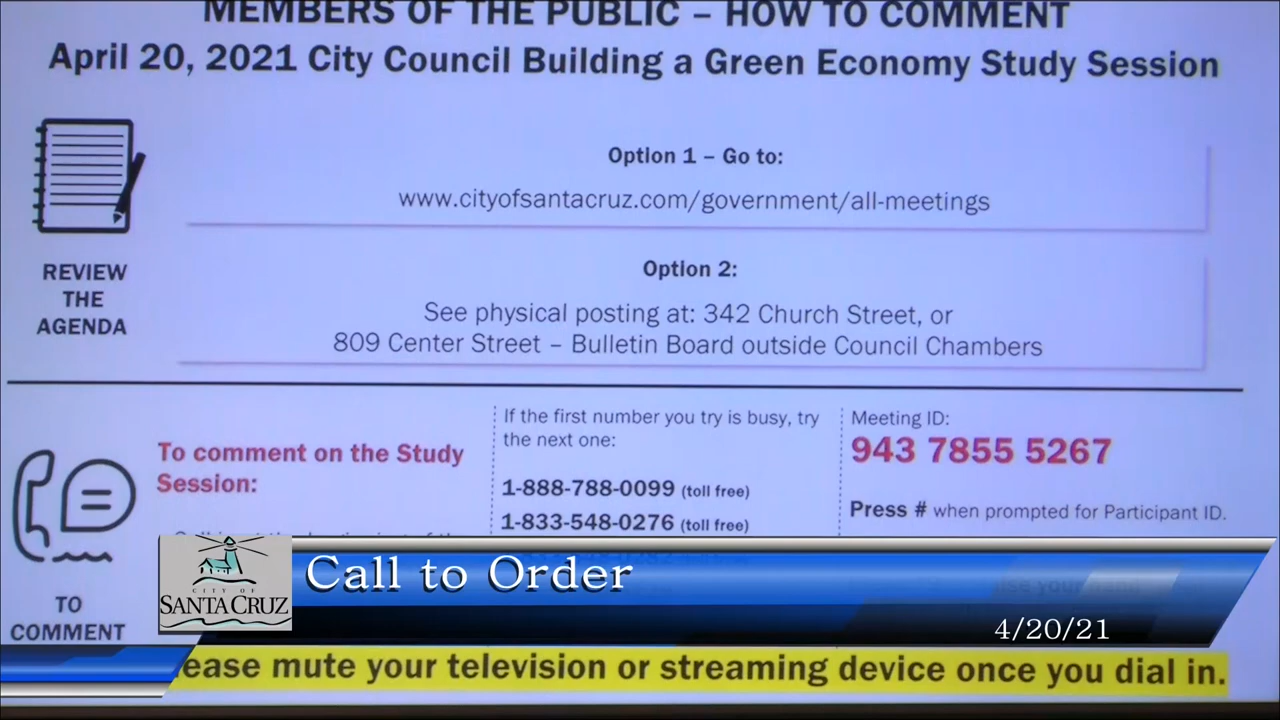 MEMBERS OF THE PUBLIC – HOW TO COMMENT
April 20, 2021 City Council Building a Green Economy Study Session
REVIEW
THE
AGENDA
Option 1 – Go to:
www.cityofsantacruz.com/government/all-meetings
Option 2:
See physical posting at: 342 Church Street, or
809 Center Street – Bulletin Board outside Council Chambers
TO
COMMENT
To comment on the Study
Session:
If the first number you try is busy, try
the next one:
1-888-788-0099 (toll free)
1-833-548-0276 (toll free)
Meeting ID:
943 7855 5267
Press # when prompted for Participant ID.
CITY OF
SANTA CRUZ
Call to Order
4/20/21
mute your television or streaming device once you dial in.